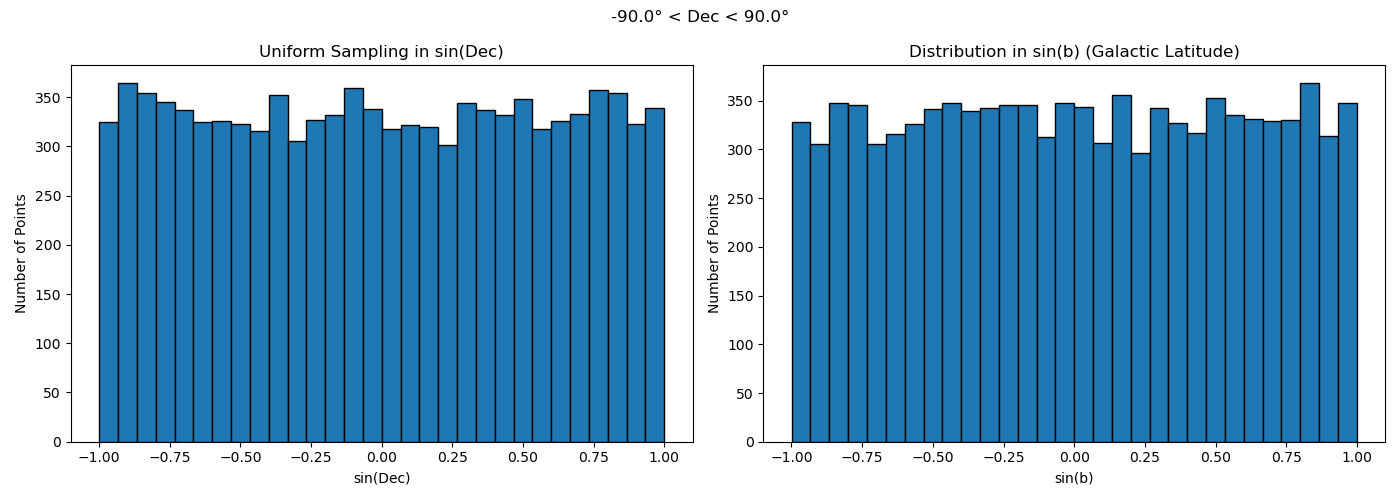 -90.0° < Dec < 90.0°
Uniform Sampling in sin(Dec)
Number of Points
350
300
250
200
150
100
50
0
−1.00 −0.75 −0.50 −0.25 0.00 0.25 0.50 0.75 1.00
sin(Dec)
Distribution in sin(b) (Galactic Latitude)
Number of Points
350
300
250
200
150
100
50
0
−1.00 −0.75 −0.50 −0.25 0.00 0.25 0.50 0.75 1.00
sin(b)